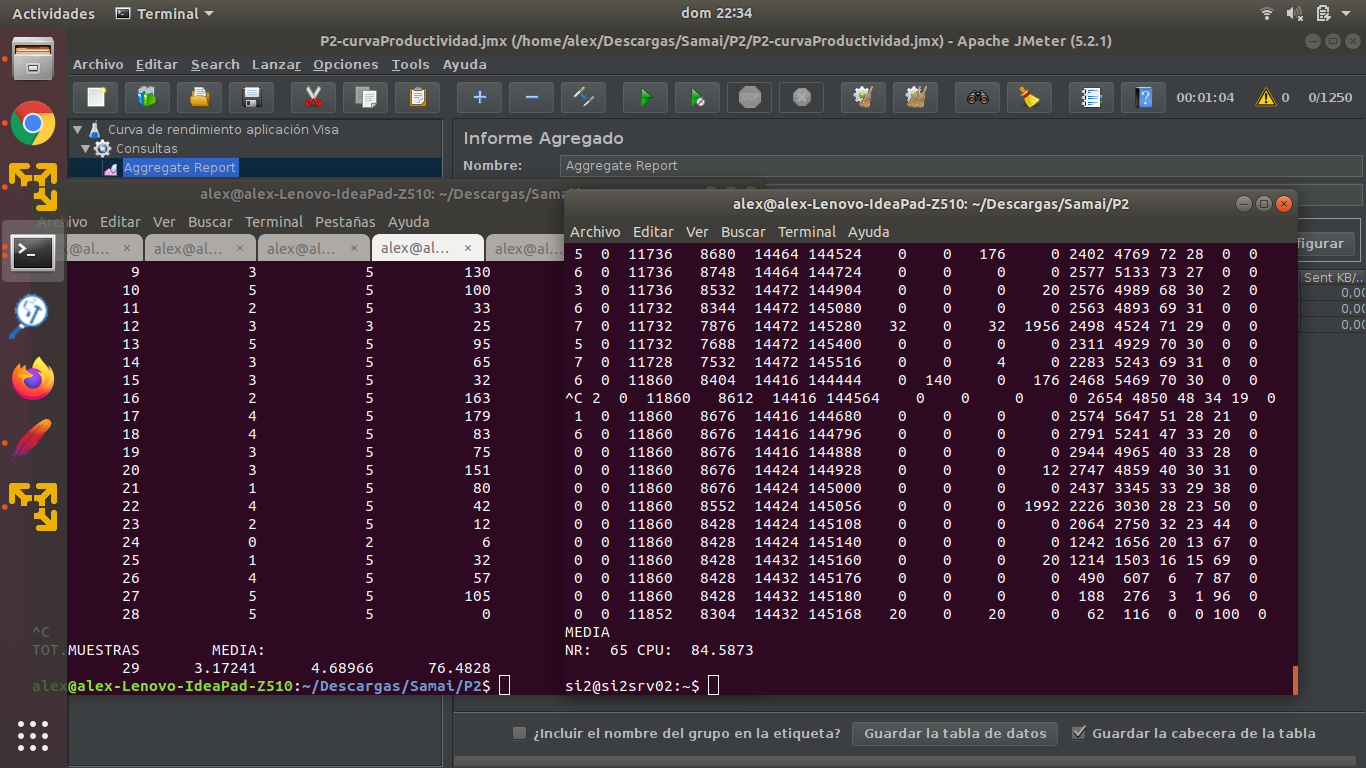 Actividades Terminal dom 22:34
P2-curvaProductividad.jmx (/home/alex/Descargas/Samai/P2/P2-curvaProductividad.jmx) - Apache JMeter (5.2.1)
Archivo Editar Search Lanzar Opciones Tools Ayuda
00:01:04 0 0/1250
Curva de rendimiento aplicación Visa
Consultas
Aggregate Report
Informe Agregado
Nombre: Aggregate Report
alex@alex-Lenovo-IdeaPad-Z510: ~/Descargas/Sam
Archivo Editar Ver Buscar Terminal Pestañas Ayuda
@al... × alex@al... × alex@al... × alex@al... × alex@al...
9 3 5 130
10 5 5 100
11 2 5 33
12 3 3 25
13 5 5 95
14 3 5 65
15 3 5 32
16 2 5 163
17 4 5 179
18 4 5 83
19 3 5 75
20 3 5 151
21 1 5 80
22 4 5 42
23 2 5 12
24 0 2 6
25 1 5 32
26 4 5 57
27 5 5 105
28 5 5 0
^C
TOT.MUESTRAS MEDIA:
29 3.17241 4.68966 76.4828
alex@alex-Lenovo-IdeaPad-Z510:~/Descargas/Samai/P2$
alex@alex-Lenovo-IdeaPad-Z510: ~/Descargas/Samai/P2
Archivo Editar Ver Buscar Terminal Ayuda
5 0 11736 8680 14464 144524 0 0 176 0 2402 4769 72 28 0 0
6 0 11736 8748 14464 144724 0 0 0 0 2577 5133 73 27 0 0
3 0 11736 8532 14472 144904 0 0 0 20 2576 4989 68 30 2 0
6 0 11732 8344 14472 145080 0 0 0 0 2563 4893 69 31 0 0
7 0 11732 7876 14472 145280 32 0 32 1956 2498 4524 71 29 0 0
5 0 11732 7688 14472 145400 0 0 0 0 2311 4929 70 30 0 0
7 0 11728 7532 14472 145516 0 0 4 0 2283 5243 69 31 0 0
6 0 11860 8404 14416 144444 0 140 0 176 2468 5469 70 30 0 0
^C 2 0 11860 8612 14416 144564 0 0 0 0 2654 4850 48 34 19 0
1 0 11860 8676 14416 144680 0 0 0 0 2574 5647 51 28 21 0
6 0 11860 8676 14416 144796 0 0 0 0 2791 5241 47 33 20 0
0 0 11860 8676 14416 144888 0 0 0 0 2944 4965 40 33 28 0
0 0 11860 8676 14424 144928 0 0 0 12 2747 4859 40 30 31 0
0 0 11860 8676 14424 145000 0 0 0 0 2437 3345 33 29 38 0
0 0 11860 8552 14424 145056 0 0 0 1992 2226 3030 28 23 50 0
0 0 11860 8428 14424 145108 0 0 0 0 2064 2750 32 23 44 0
0 0 11860 8428 14424 145140 0 0 0 0 1242 1656 20 13 67 0
0 0 11860 8428 14432 145160 0 0 0 20 1214 1503 16 15 69 0
0 0 11860 8428 14432 145176 0 0 0 0 490 607 6 7 87 0
0 0 11860 8428 14432 145180 0 0 0 0 188 276 3 1 96 0
0 0 11852 8304 14432 145168 20 0 20 0 62 116 0 0 100 0
MEDIA
NR: 65 CPU: 84.5873
si2@si2srv02:~$
figurar
Sent KB/...
0,00
0,00
0,00
¿Incluir el nombre del grupo en la etiqueta? Guardar la tabla de datos Guardar la cabecera de la tabla